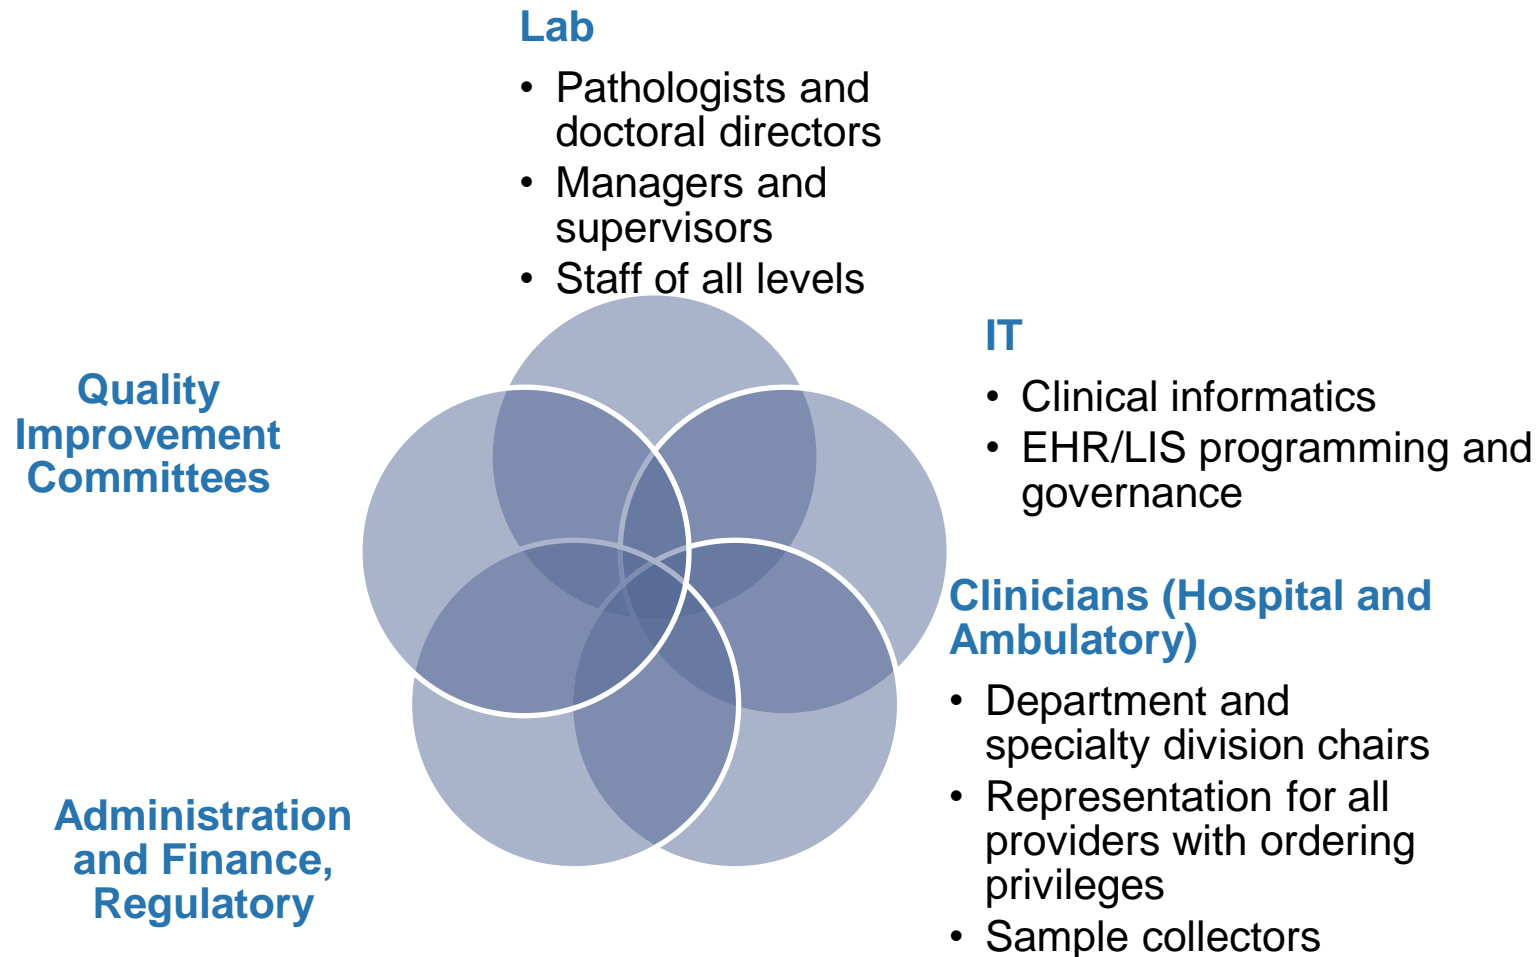 Lab
• Pathologists and
doctoral directors
• Managers and
supervisors
• Staff of all levels
IT
• Clinical informatics
• EHR/LIS programming and
governance
Clinicians (Hospital and
Ambulatory)
• Department and
specialty division chairs
• Representation for all
providers with ordering
privileges
• Sample collectors
Administration
and Finance,
Regulatory
Quality
Improvement
Committees